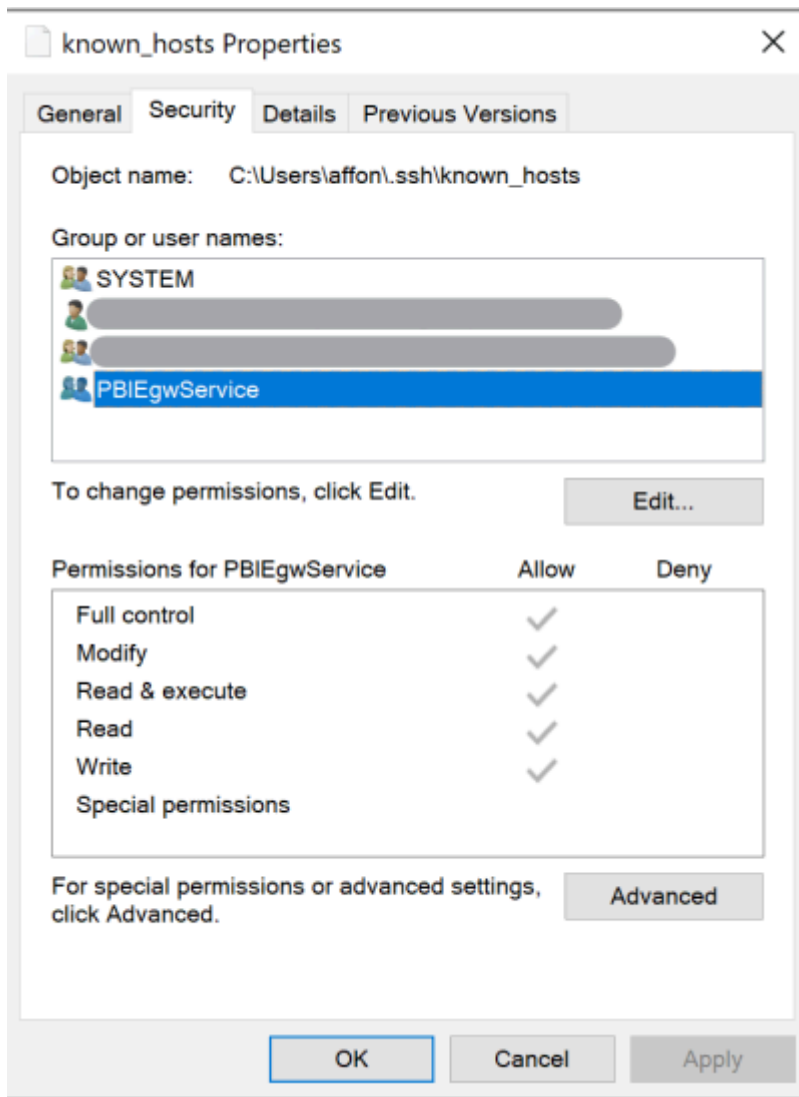 known_hosts Properties
General Security Details Previous Versions
Object name: C:\Users\affon\.ssh\known_hosts
Group or user names:
SYSTEM
PBIEgwService
To change permissions, click Edit.
Edit...
Permissions for PBIEgwService Allow Deny
Full control
Modify
Read & execute
Read
Write
Special permissions
For special permissions or advanced settings,
click Advanced.
Advanced
OK Cancel Apply